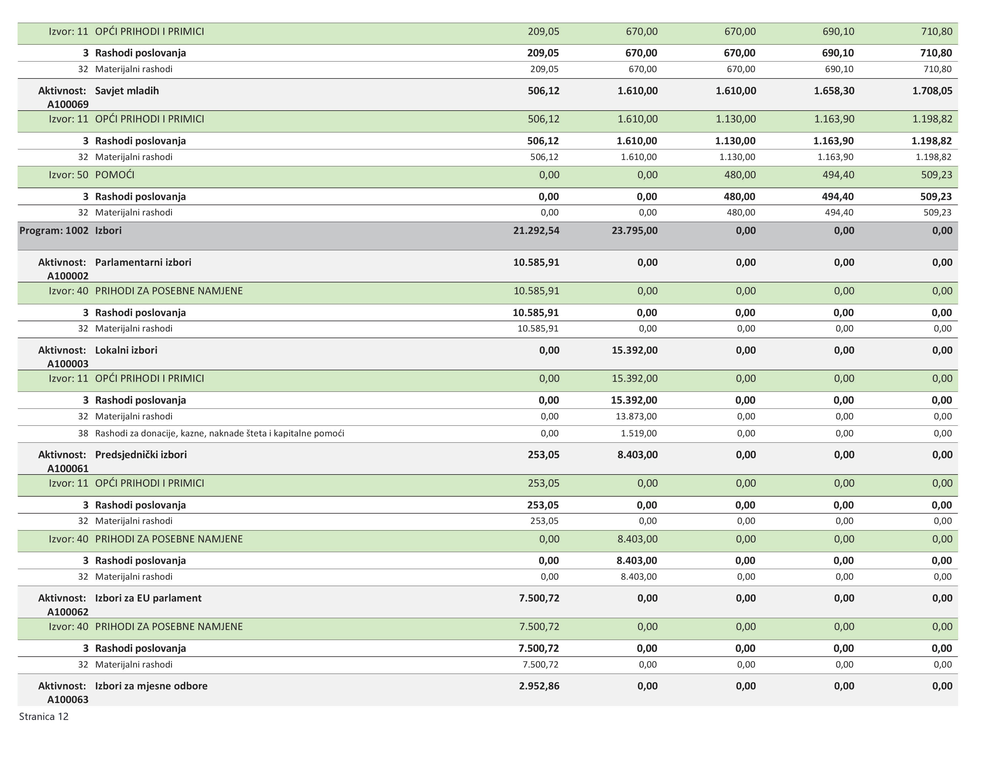 Izvor: 11 OPĆI PRIHODI I PRIMICI 209,05 670,00 670,00 690,10 710,80
3 Rashodi poslovanja 209,05 670,00 670,00 690,10 710,80
32 Materijalni rashodi 209,05 670,00 670,00 690,10 710,80
Aktivnost: Savjet mladih 506,12 1.610,00 1.610,00 1.658,30 1.708,05
A100069
Izvor: 11 OPĆI PRIHODI I PRIMICI 506,12 1.610,00 1.130,00 1.163,90 1.198,82
3 Rashodi poslovanja 506,12 1.610,00 1.130,00 1.163,90 1.198,82
32 Materijalni rashodi 506,12 1.610,00 1.130,00 1.163,90 1.198,82
Izvor: 50 POMOĆI 0,00 0,00 480,00 494,40 509,23
3 Rashodi poslovanja 0,00 0,00 480,00 494,40 509,23
32 Materijalni rashodi 0,00 0,00 480,00 494,40 509,23
Program: 1002 Izbori 21.292,54 23.795,00 0,00 0,00 0,00
Aktivnost: Parlamentarni izbori 10.585,91 0,00 0,00 0,00 0,00
A100002
Izvor: 40 PRIHODI ZA POSEBNE NAMJENE 10.585,91 0,00 0,00 0,00 0,00
3 Rashodi poslovanja 10.585,91 0,00 0,00 0,00 0,00
32 Materijalni rashodi 10.585,91 0,00 0,00 0,00 0,00
Aktivnost: Lokalni izbori 0,00 15.392,00 0,00 0,00 0,00
A100003
Izvor: 11 OPĆI PRIHODI I PRIMICI 0,00 15.392,00 0,00 0,00 0,00
3 Rashodi poslovanja 0,00 15.392,00 0,00 0,00 0,00
32 Materijalni rashodi 0,00 13.873,00 0,00 0,00 0,00
38 Rashodi za donacije, kazne, naknade šteta i kapitalne pomoći 0,00 1.519,00 0,00 0,00 0,00
Aktivnost: Predsjednički izbori 253,05 8.403,00 0,00 0,00 0,00
A100061
Izvor: 11 OPĆI PRIHODI I PRIMICI 253,05 0,00 0,00 0,00 0,00
3 Rashodi poslovanja 253,05 0,00 0,00 0,00 0,00
32 Materijalni rashodi 253,05 0,00 0,00 0,00 0,00
Izvor: 40 PRIHODI ZA POSEBNE NAMJENE 0,00 8.403,00 0,00 0,00 0,00
3 Rashodi poslovanja 0,00 8.403,00 0,00 0,00 0,00
32 Materijalni rashodi 0,00 8.403,00 0,00 0,00 0,00
Aktivnost: Izbori za EU parlament 7.500,72 0,00 0,00 0,00 0,00
A100062
Izvor: 40 PRIHODI ZA POSEBNE NAMJENE 7.500,72 0,00 0,00 0,00 0,00
3 Rashodi poslovanja 7.500,72 0,00 0,00 0,00 0,00
32 Materijalni rashodi 7.500,72 0,00 0,00 0,00 0,00
Aktivnost: Izbori za mjesne odbore 2.952,86 0,00 0,00 0,00 0,00
A100063
Stranica 12